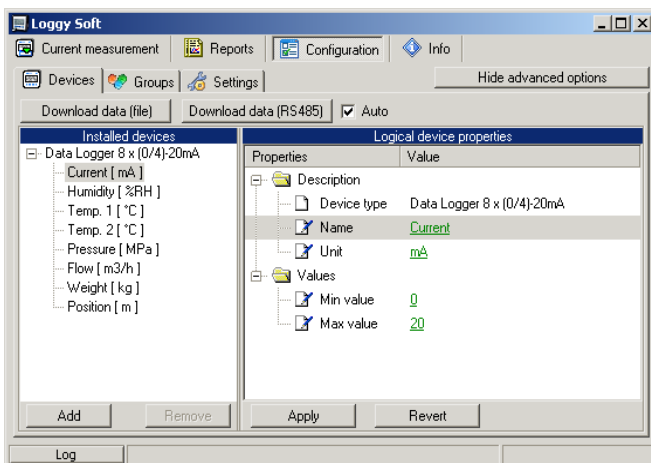 Loggy Soft
Current measurement Reports Configuration Info
Devices Groups Settings Hide advanced options
Download data (file) Download data (RS485) Auto
Installed devices
Data Logger 8 x (0/4)-20mA
Current [ mA ]
Humidity [ %RH ]
Temp. 1 [ °C ]
Temp. 2 [ °C ]
Pressure [ MPa ]
Flow [ m3/h ]
Weight [ kg ]
Position [ m ]
Add Remove
Logical device properties
Properties Value
Description
Device type Data Logger 8 x (0/4)-20mA
Name Current
Unit mA
Values
Min value 0
Max value 20
Apply Revert
Log